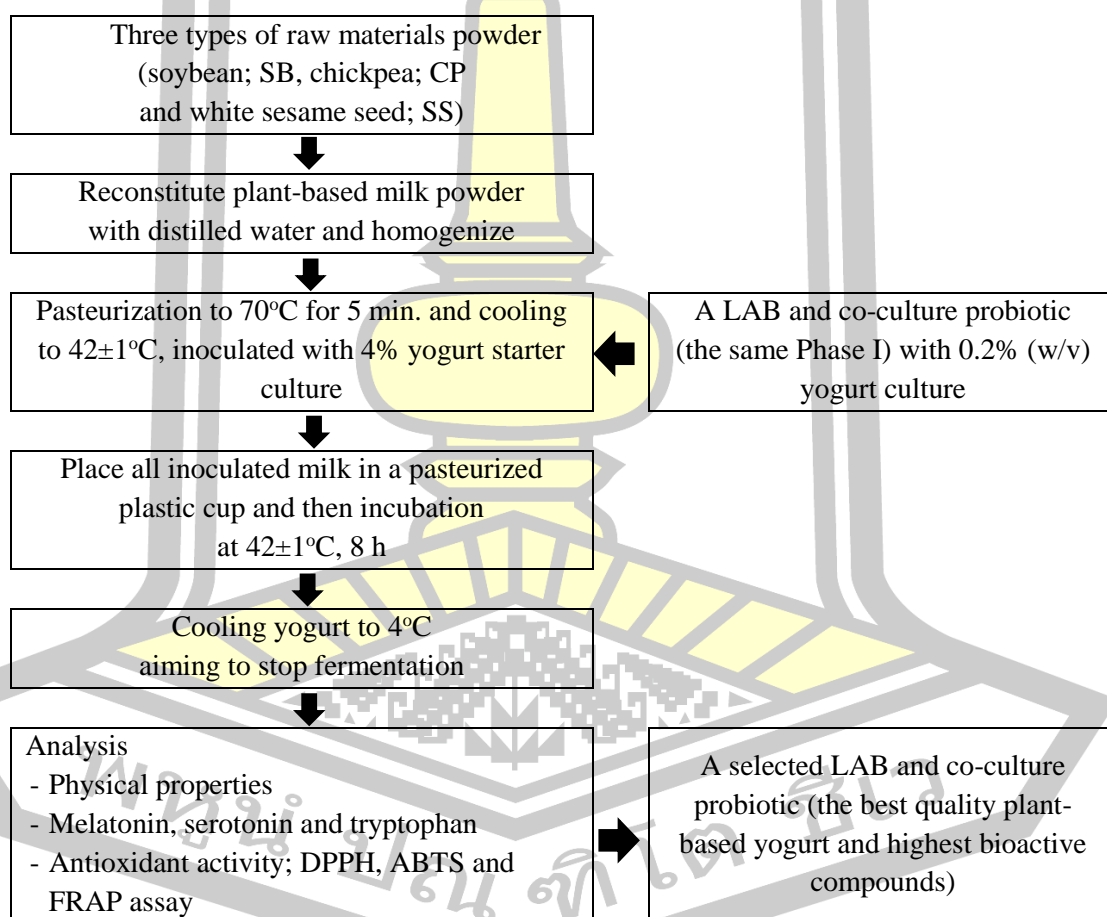 Three types of raw materials powder
(soybean; SB, chickpea; CP
and white sesame seed; SS)
Reconstitute plant-based milk powder
with distilled water and homogenize
Pasteurization to 70°C for 5 min. and cooling
to 42±1°C, inoculated with 4% yogurt starter
culture
A LAB and co-culture probiotic
(the same Phase I) with 0.2% (w/v)
yogurt culture
Place all inoculated milk in a pasteurized
plastic cup and then incubation
at 42±1°C, 8 h
Cooling yogurt to 4°C
aiming to stop fermentation
Analysis
- Physical properties
- Melatonin, serotonin and tryptophan
- Antioxidant activity; DPPH, ABTS and
FRAP assay
A selected LAB and co-culture
probiotic (the best quality plant-
based yogurt and highest bioactive
compounds)